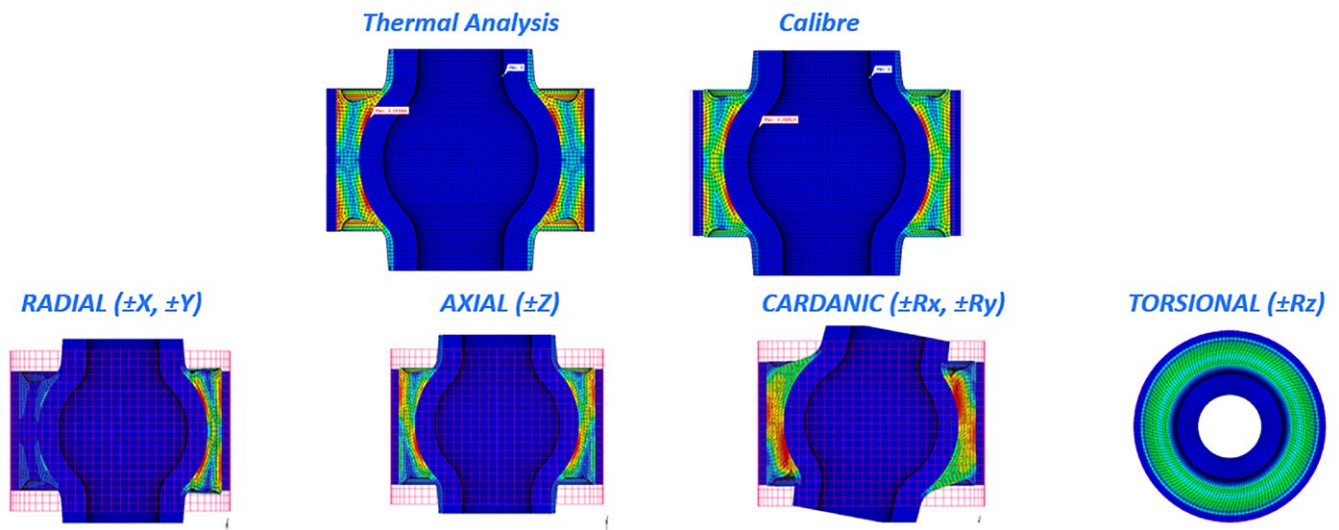 Thermal Analysis
Calibre
RADIAL (±X, ±Y)
AXIAL (±Z)
CARDANIC (±Rx, ±Ry)
TORSIONAL (±Rz)